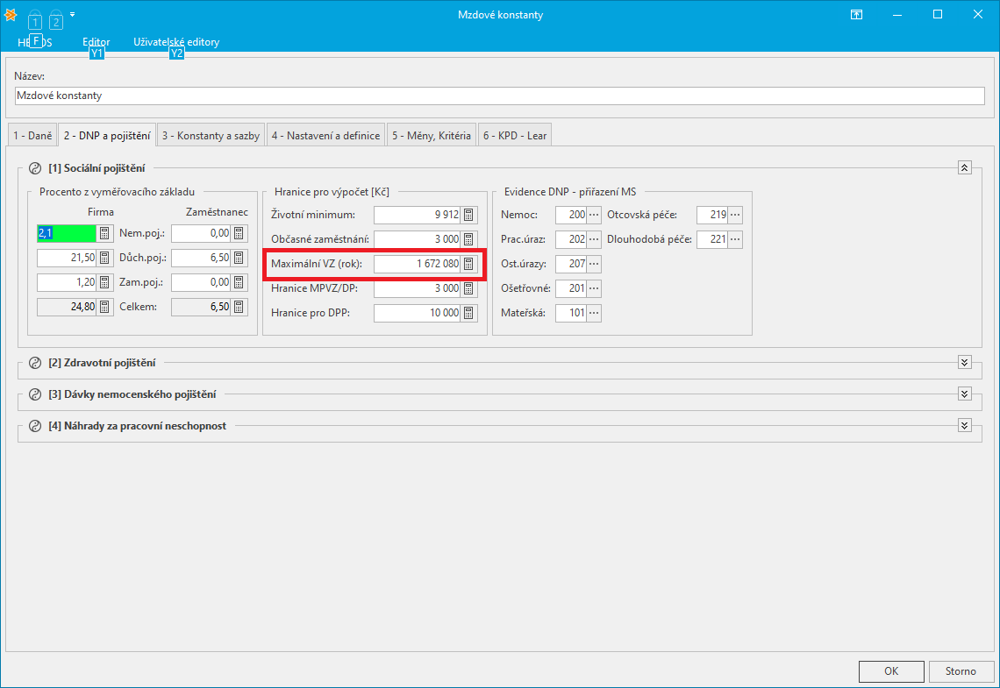 Mzdové konstanty
1 2
F
Editor Uživatelské editory
Y1 Y2
Název:
Mzdové konstanty
1 - Daně 2 - DNP a pojištění 3 - Konstanty a sazby 4 - Nastavení a definice 5 - Měny, Kritéria 6 - KPD - Lear
[1] Sociální pojištění
Procento z vyměřovacího základu Hranice pro výpočet [Kč] Evidence DNP - přiřazení MS
Firma Zaměstnanec
2,1 Nem.poj.: 0,00 Životní minimum: 9 912 Nemoc: 200 ... Otcovská péče: 219 ...
21,50 Důch.poj.: 6,50 Občasné zaměstnání: 3 000 Prac.úraz: 202 ... Dlouhodobá péče: 221 ...
1,20 Zam.poj.: 0,00 Maximální VZ (rok): 1 672 080 Ost.úrazy: 207 ...
24,80 Celkem: 6,50 Hranice MPVZ/DP: 3 000 Ošetřovné: 201 ...
Hranice pro DPP: 10 000 Mateřská: 101 ...
[2] Zdravotní pojištění
[3] Dávky nemocenského pojištění
[4] Náhrady za pracovní neschopnost
OK Storno